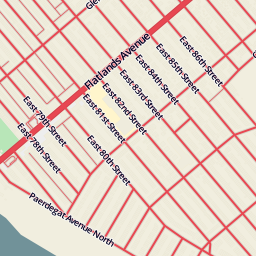 Gle
Flatlands Avenue
East 86th Street
East 85th Street
East 84th Street
East 83rd Street
East 82nd Street
East 81st Street
East 80th Street
East 79th Street
East 78th Street
Paerdegat Avenue North